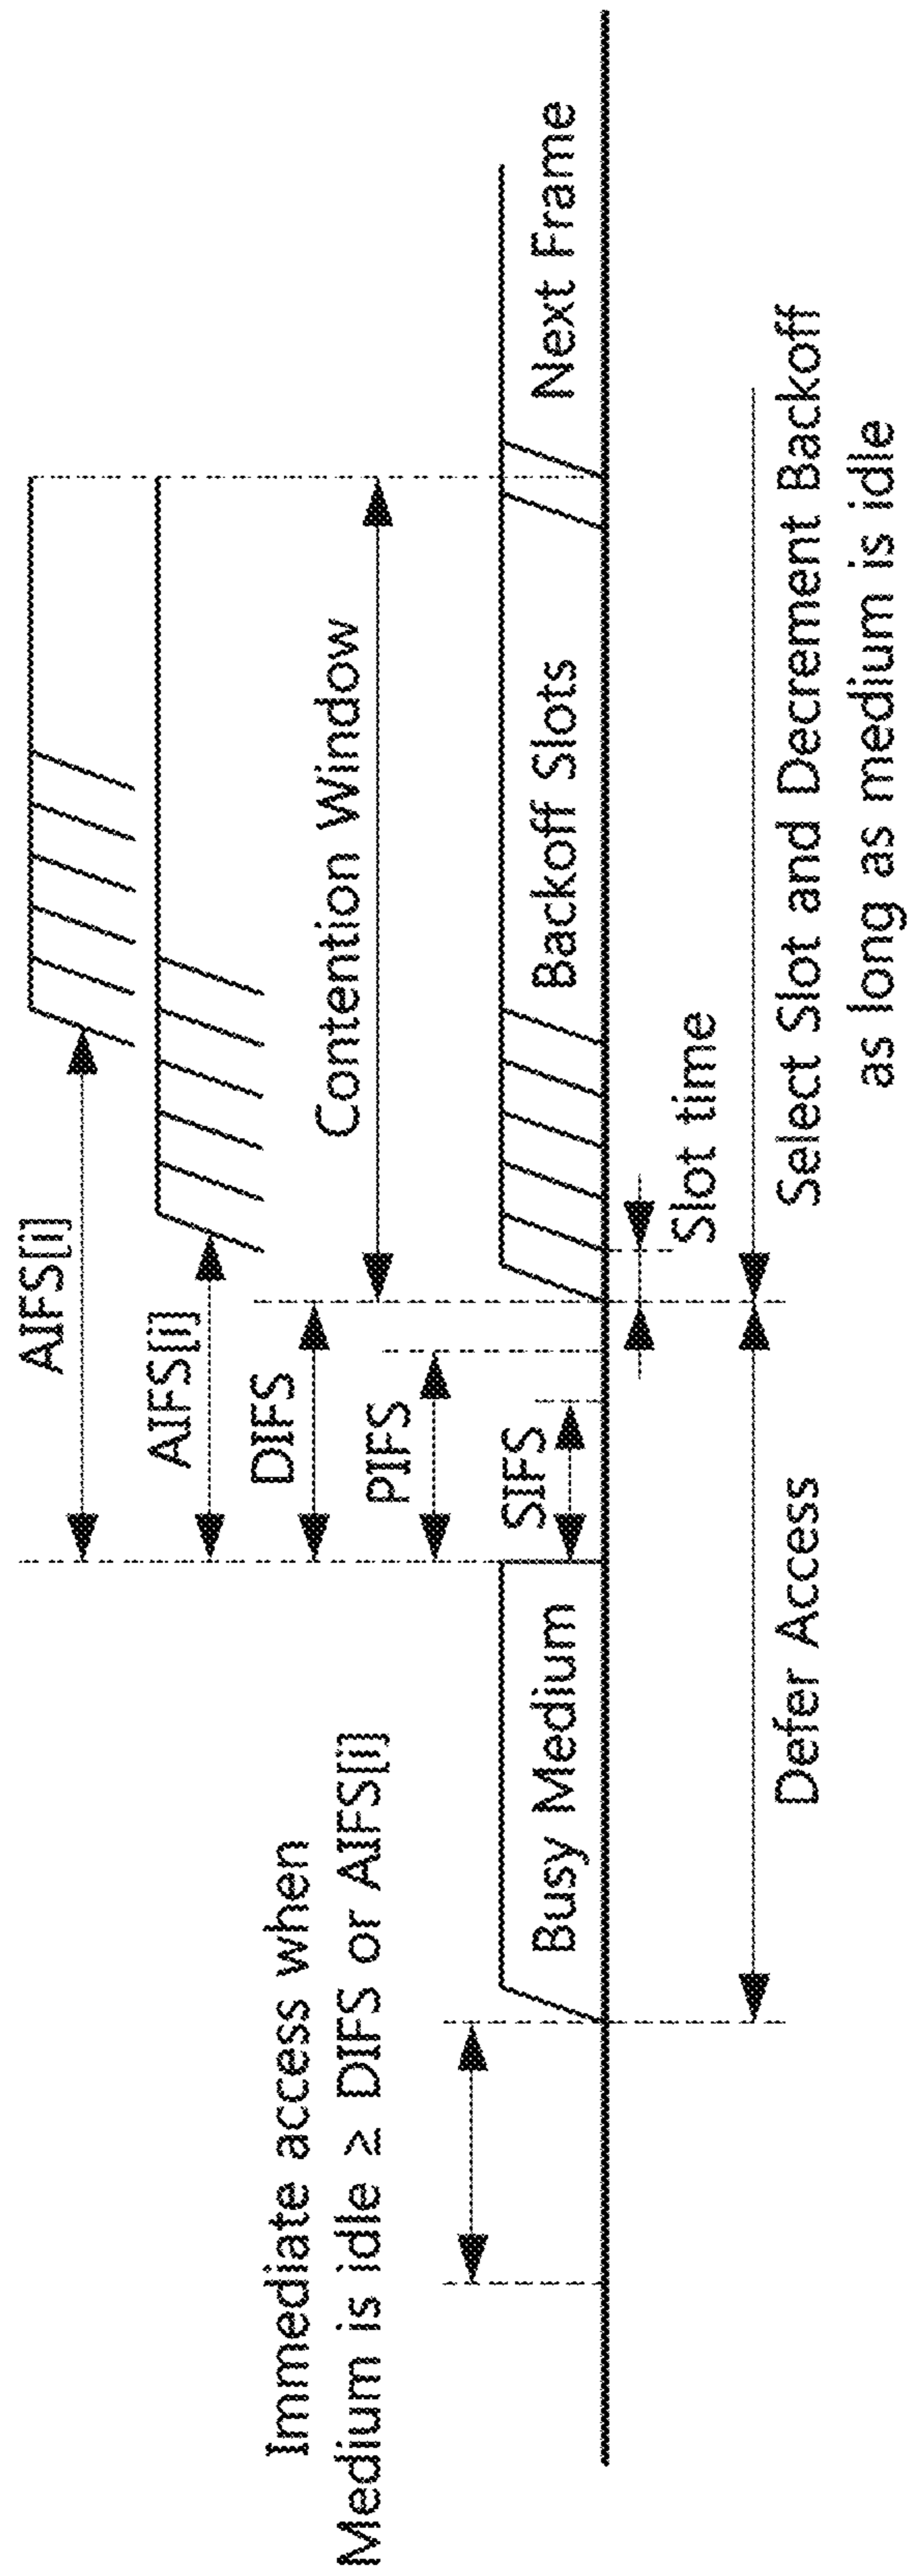 AIFS[i]
AIFS[i]
Immediate access when
Medium is idle ≥ DIFS or AIFS[i]
DIFS
Contention Window
PIFS
SIFS
Busy Medium
Backoff Slots
Next Frame
Slot time
Defer Access
Select Slot and Decrement Backoff
as long as medium is idle